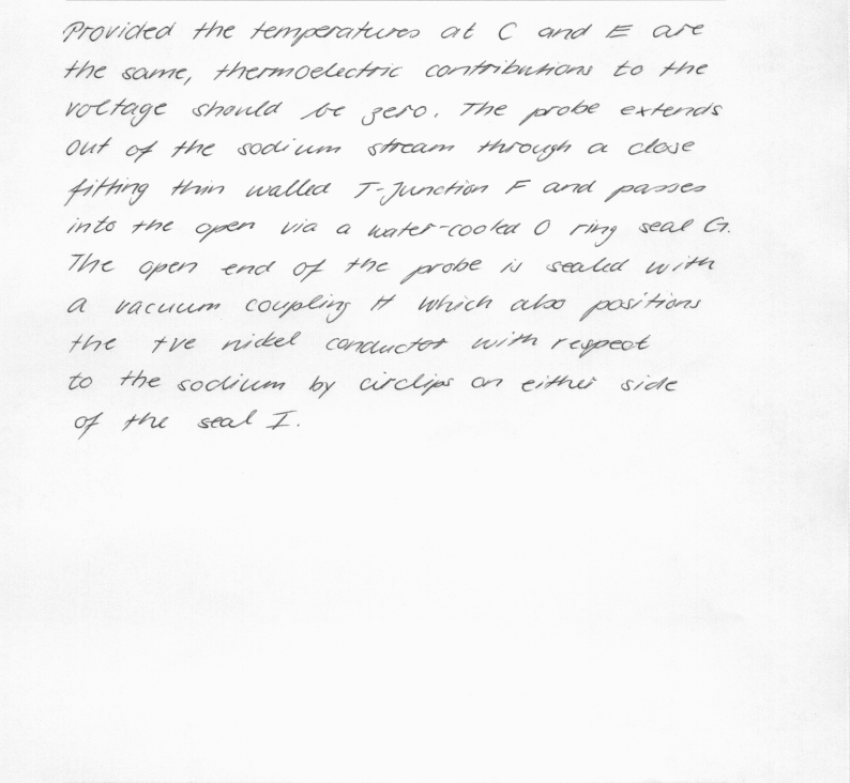 Provided the temperatures at C and E are
the same, thermoelectric contributions to the
voltage should be zero. The probe extends
out of the sodium stream through a close
fitting thin walled T-Junction F and passes
into the open via a water-cooled O ring seal G.
The open end of the probe is sealed with
a vacuum coupling H which also positions
the +ve nickel conductor with respect
to the sodium by circlips on either side
of the seal I.